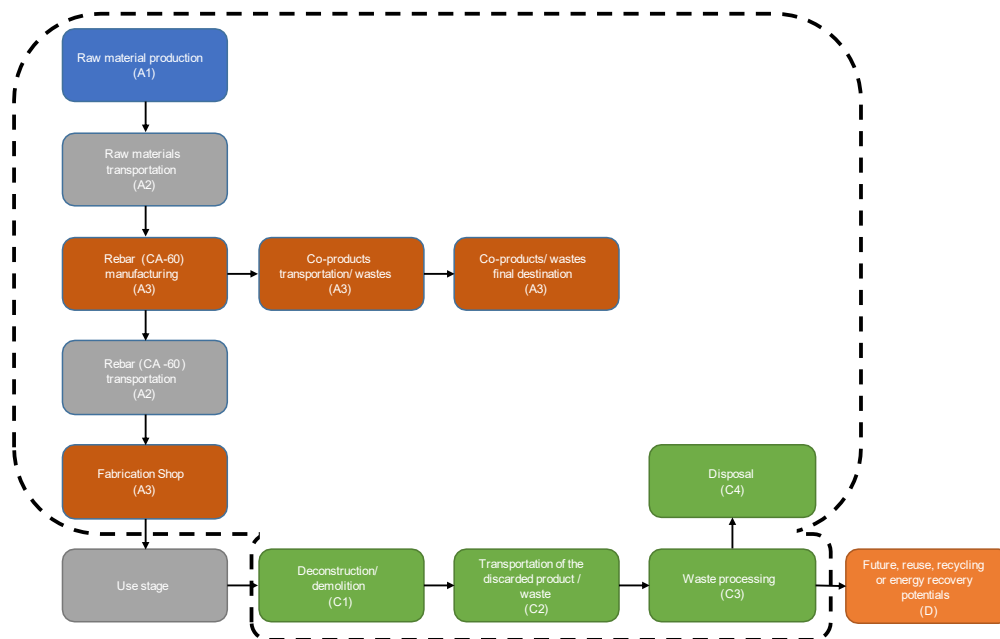 Raw material production
(A1)
Raw materials
transportation
(A2)
Rebar (CA-60)
manufacturing
(A3)
Co-products
transportation/ wastes
(A3)
Co-products/ wastes
final destination
(A3)
Rebar (CA -60)
transportation
(A2)
Fabrication Shop
(A3)
Disposal
(C4)
Use stage
Deconstruction/
demolition
(C1)
Transportation of the
discarded product /
waste
(C2)
Waste processing
(C3)
Future, reuse, recycling
or energy recovery
potentials
(D)